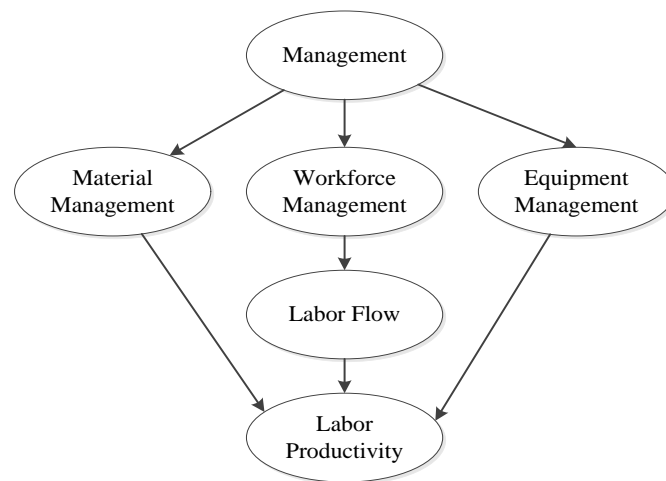 Management
Material
Management
Workforce
Management
Equipment
Management
Labor Flow
Labor
Productivity